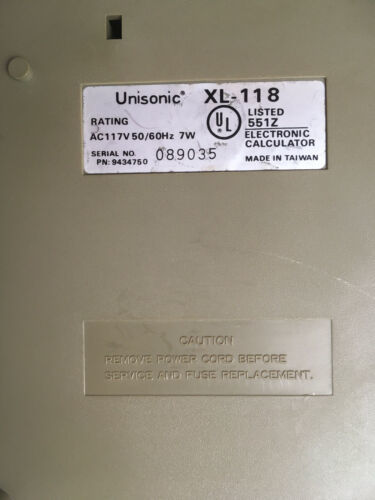 Unisonic® XL-118
RATING
AC117V 50/60Hz 7W
SERIAL NO. 089035
PN: 9434750
UL
LISTED
551Z
ELECTRONIC
CALCULATOR
MADE IN TAIWAN
CAUTION
REMOVE POWER CORD BEFORE
SERVICE AND FUSE REPLACEMENT.